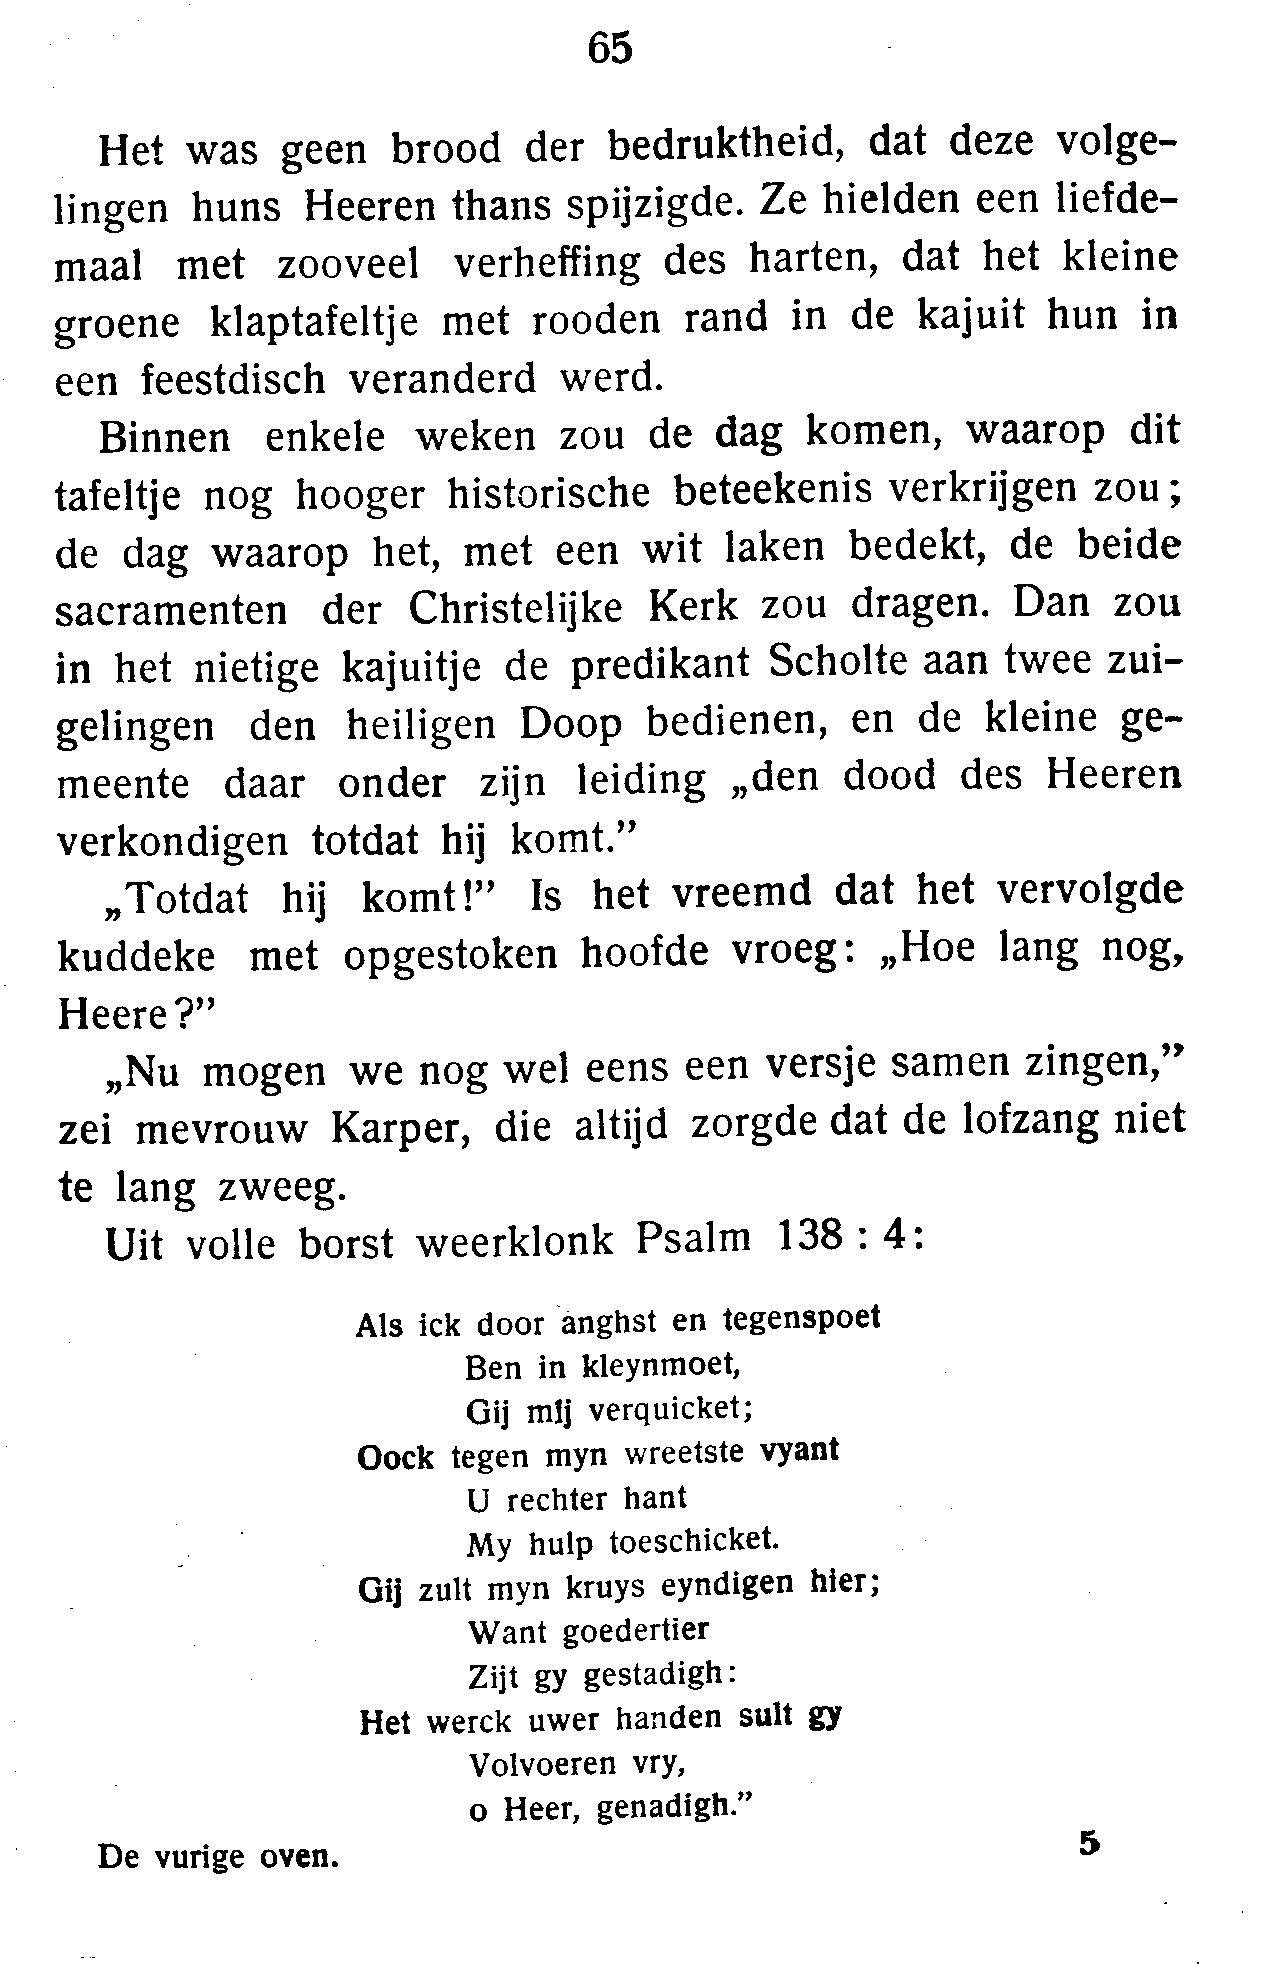 65
Het was geen brood der bedruktheid, dat deze volge-
lingen huns Heeren thans spijzigde. Ze hielden een liefde-
maal met zooveel verheffing des harten, dat het kleine
groene klaptafeltje met rooden rand in de kajuit hun in
een feestdisch veranderd werd.
Binnen enkele weken zou de dag komen, waarop dit
tafeltje nog hooger historische beteekenis verkrijgen zou;
de dag waarop het, met een wit laken bedekt, de beide
sacramenten der Christelijke Kerk zou dragen. Dan zou
in het nietige kajuitje de predikant Scholte aan twee zui-
gelingen den heiligen Doop bedienen, en de kleine ge-
meente daar onder zijn leiding „den dood des Heeren
verkondigen totdat hij komt.”
„Totdat hij komt!” Is het vreemd dat het vervolgde
kuddeke met opgestoken hoofde vroeg: „Hoe lang nog,
Heere?”
„Nu mogen we nog wel eens een versje samen zingen,”
zei mevrouw Karper, die altijd zorgde dat de lofzang niet
te lang zweeg.
Uit volle borst weerklonk Psalm 138 : 4:
Als ick door anghst en tegenspoet
Ben in kleynmoet,
Gij mij verquicket;
Oock tegen myn wreetste vyant
U rechter hant
My hulp toeschicket.
Gij zult myn kruys eyndigen hier;
Want goedertier
Zijt gy gestadigh:
Het werck uwer handen sult gy
Volvoeren vry,
o Heer, genadigh.”
De vurige oven. 5